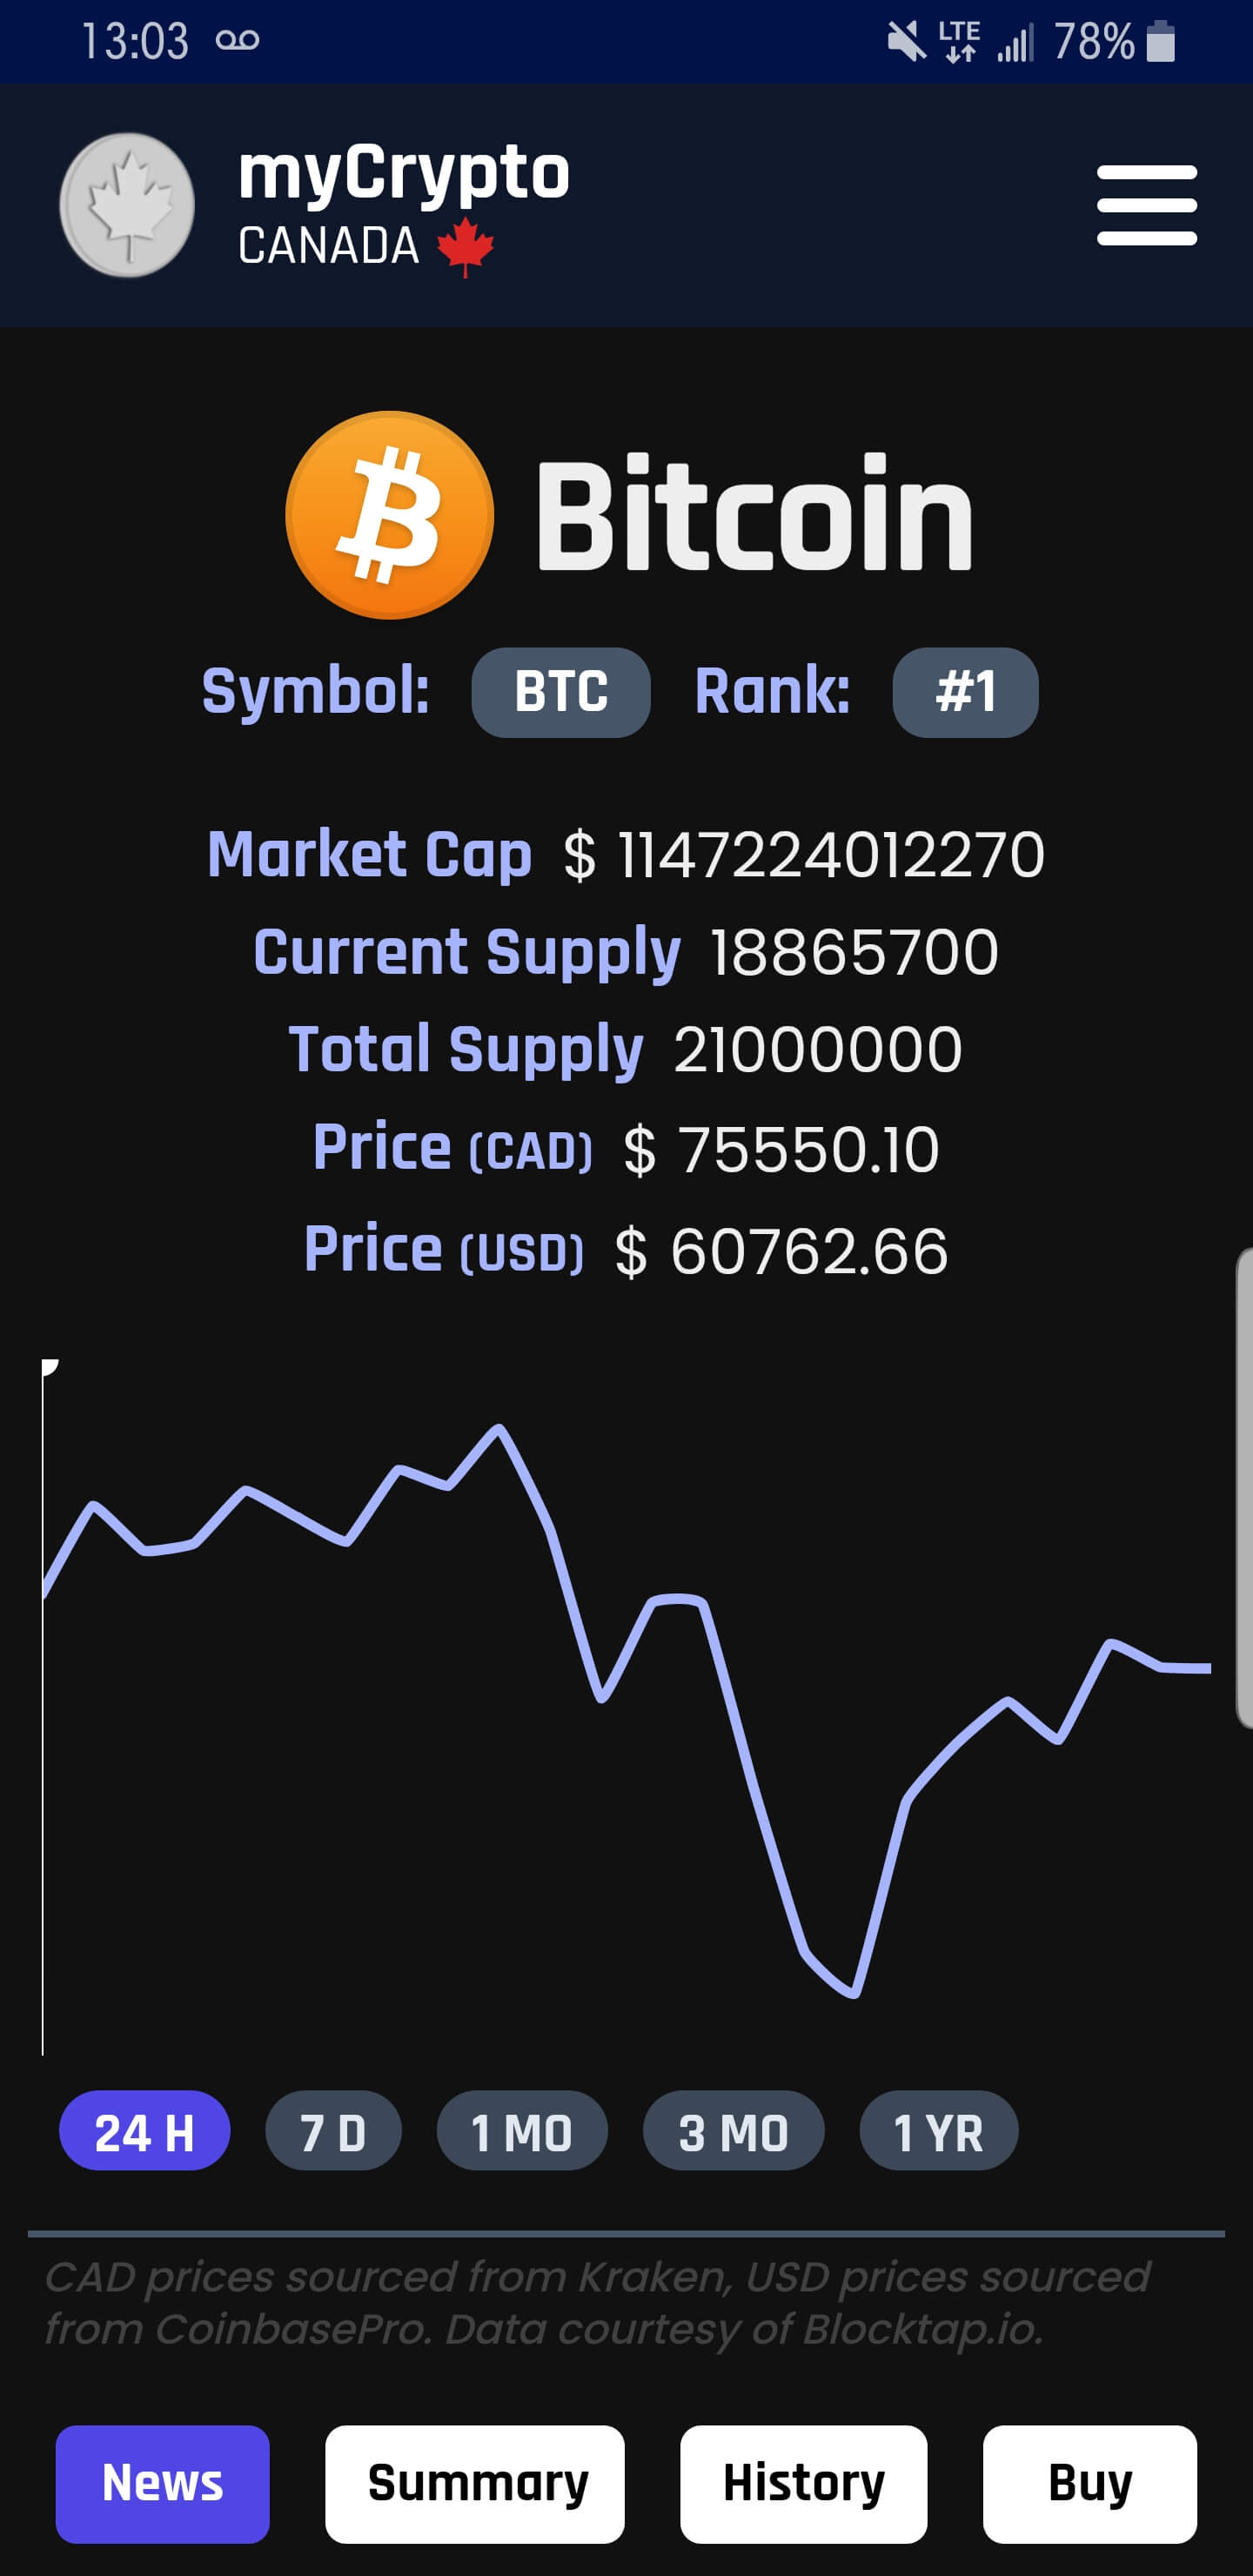 13:03 LTE 78%
myCrypto
CANADA
Bitcoin
Symbol: BTC Rank: #1
Market Cap $ 1147224012270
Current Supply 18865700
Total Supply 21000000
Price (CAD) $ 75550.10
Price (USD) $ 60762.66
24 H 7 D 1 MO 3 MO 1 YR
CAD prices sourced from Kraken, USD prices sourced
from CoinbasePro. Data courtesy of Blocktap.io.
News Summary History Buy